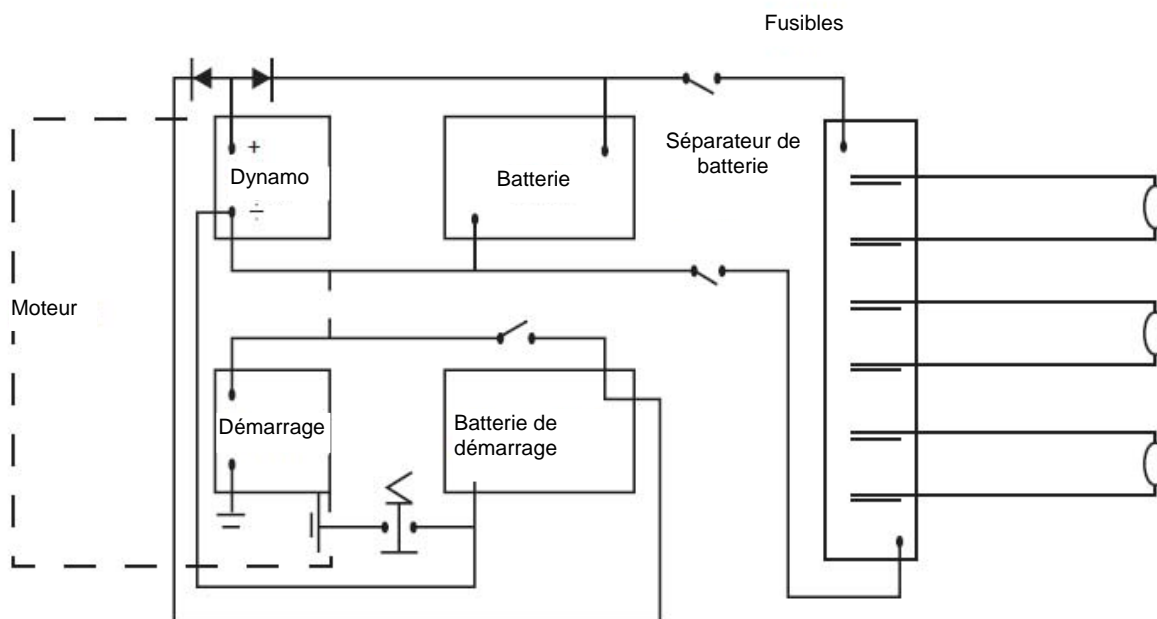 Fusibles
+
Dynamo
÷
Batterie
Séparateur de
batterie
Moteur
Démarrage
Batterie de
démarrage